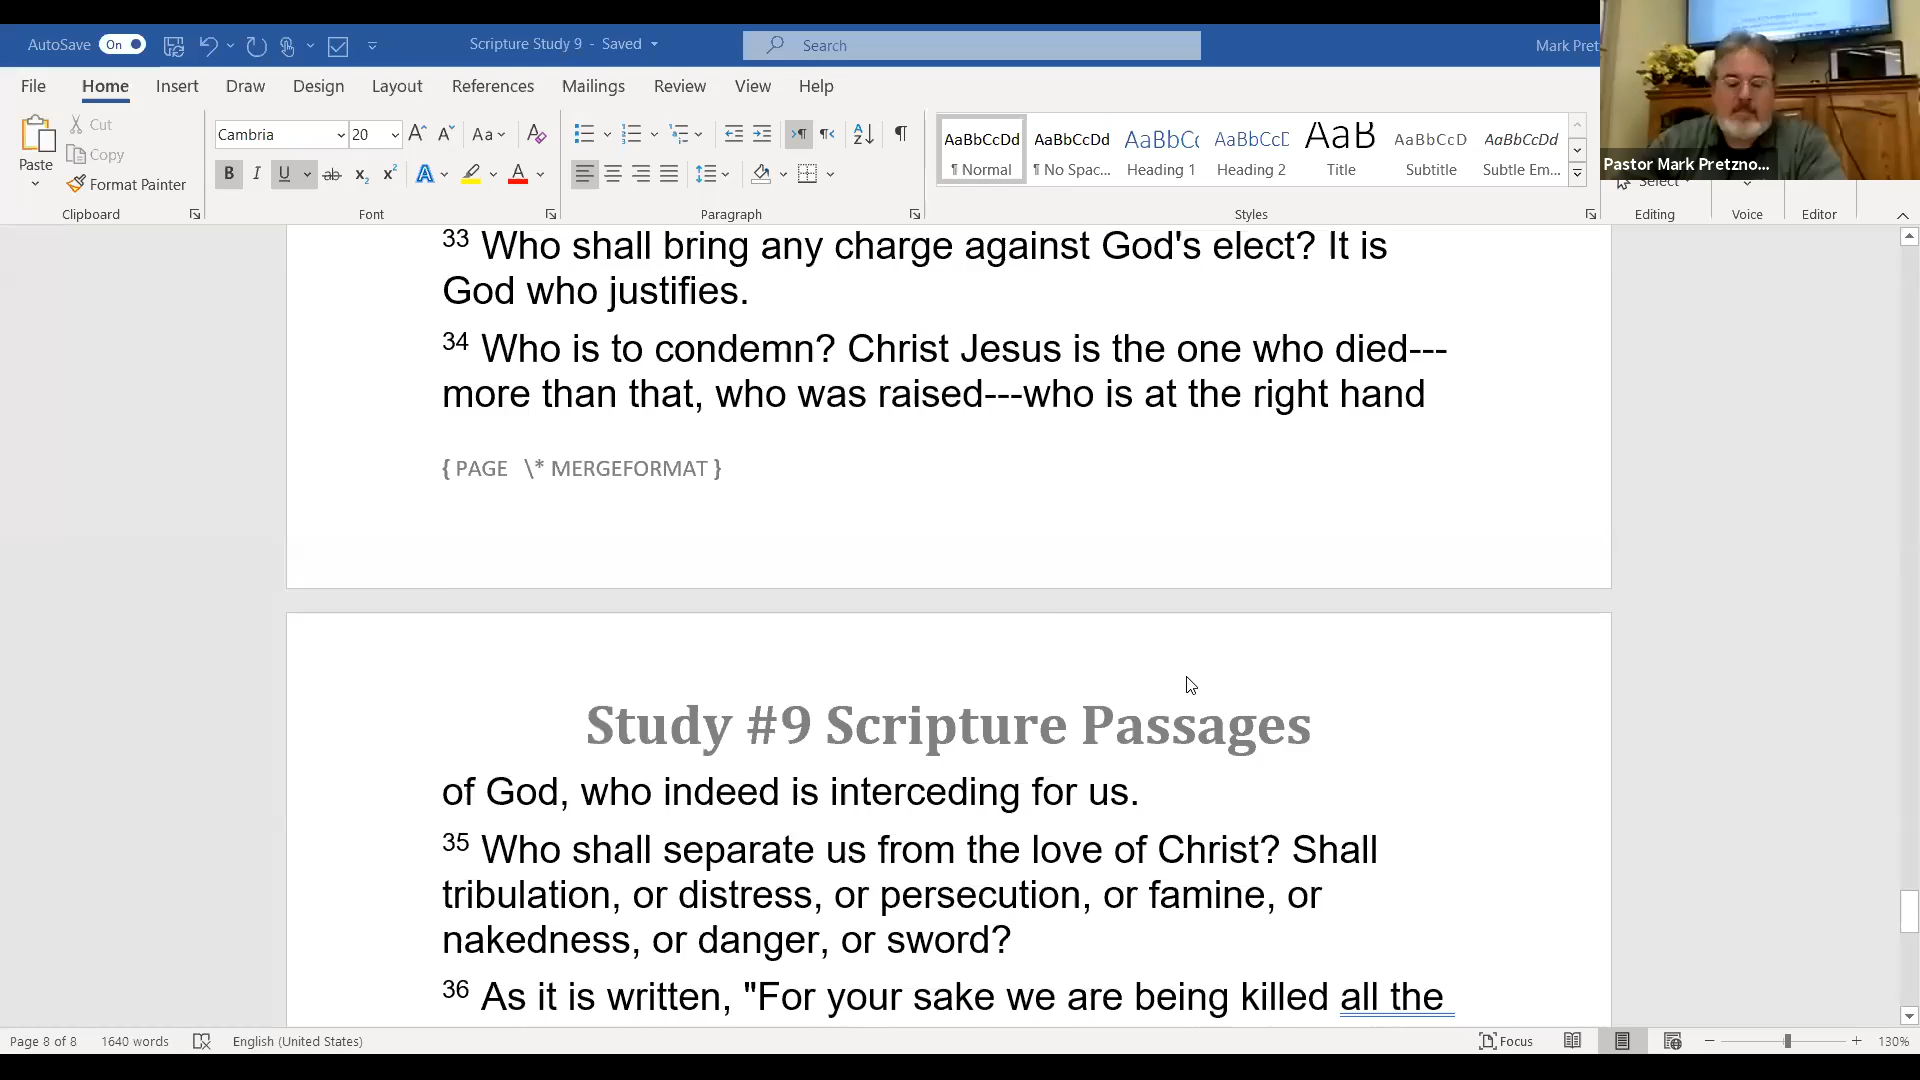 AutoSave On Scripture Study 9 - Saved Search Mark Pret
File Home Insert Draw Design Layout References Mailings Review View Help
Paste Cut
Copy
Format Painter
Clipboard
Cambria 20 Aa
B I U ab x₂ x² A A
Font
Paragraph
AaBbCcDd AaBbCcDd AaBbCc AaBbCcD AaB AaBbCcD AaBbCcDd
¶ Normal ¶ No Spac... Heading 1 Heading 2 Title Subtitle Subtle Em...
Styles
Select
Editing Voice Editor
Pastor Mark Pretzno...
33 Who shall bring any charge against God's elect? It is
God who justifies.
34 Who is to condemn? Christ Jesus is the one who died---
more than that, who was raised---who is at the right hand
{ PAGE \* MERGEFORMAT }
Study #9 Scripture Passages
of God, who indeed is interceding for us.
35 Who shall separate us from the love of Christ? Shall
tribulation, or distress, or persecution, or famine, or
nakedness, or danger, or sword?
36 As it is written, "For your sake we are being killed all the
Page 8 of 8 1640 words English (United States) Focus 130%